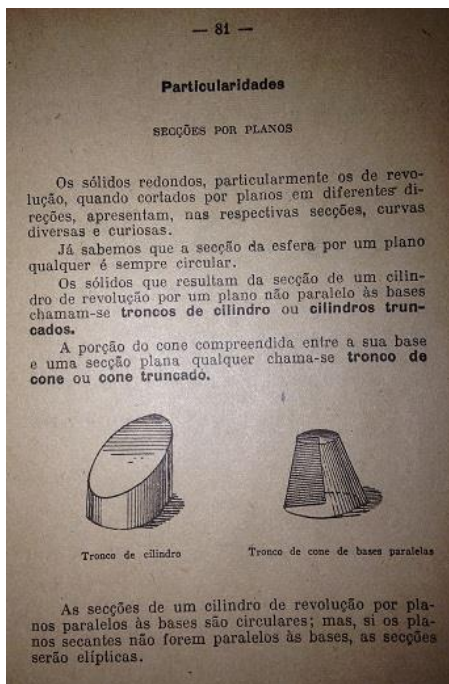 — 81 —
Particularidades
SECÇÕES POR PLANOS
Os sólidos redondos, particularmente os de revo-
lução, quando cortados por planos em diferentes di-
reções, apresentam, nas respectivas secções, curvas
diversas e curiosas.
Já sabemos que a secção da esfera por um plano
qualquer é sempre circular.
Os sólidos que resultam da secção de um cilin-
dro de revolução por um plano não paralelo às bases
chamam-se troncos de cilindro ou cilindros trun-
cados.
A porção do cone compreendida entre a sua base
e uma secção plana qualquer chama-se tronco de
cone ou cone truncado.
Tronco de cilindro
Tronco de cone de bases paralelas
As secções de um cilindro de revolução por pla-
nos paralelos às bases são circulares; mas, si os pla-
nos secantes não forem paralelos às bases, as secções
serão elípticas.